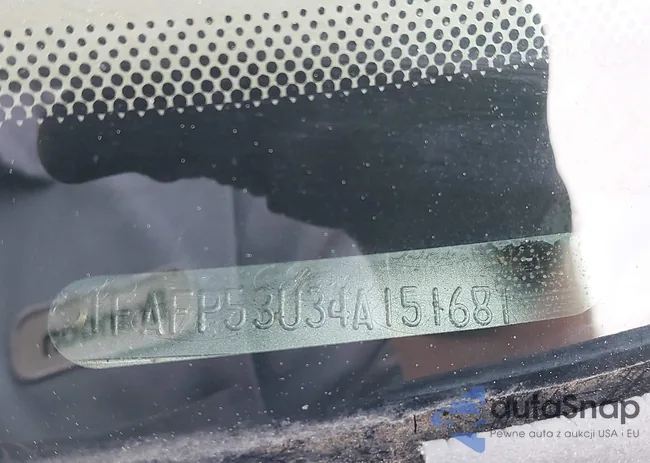 1FAFP53U34A151681
autoSnap
Pewne auta z aukcji USA i EU